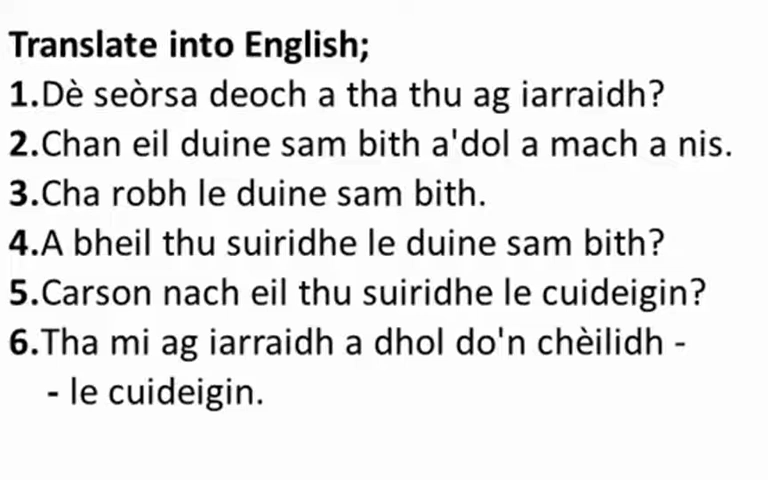 Translate into English;
1.Dè seòrsa deoch a tha thu ag iarraidh?
2.Chan eil duine sam bith a'dol a mach a nis.
3.Cha robh le duine sam bith.
4.A bheil thu suiridhe le duine sam bith?
5.Carson nach eil thu suiridhe le cuideigin?
6.Tha mi ag iarraidh a dhol do'n chèilidh -
- le cuideigin.